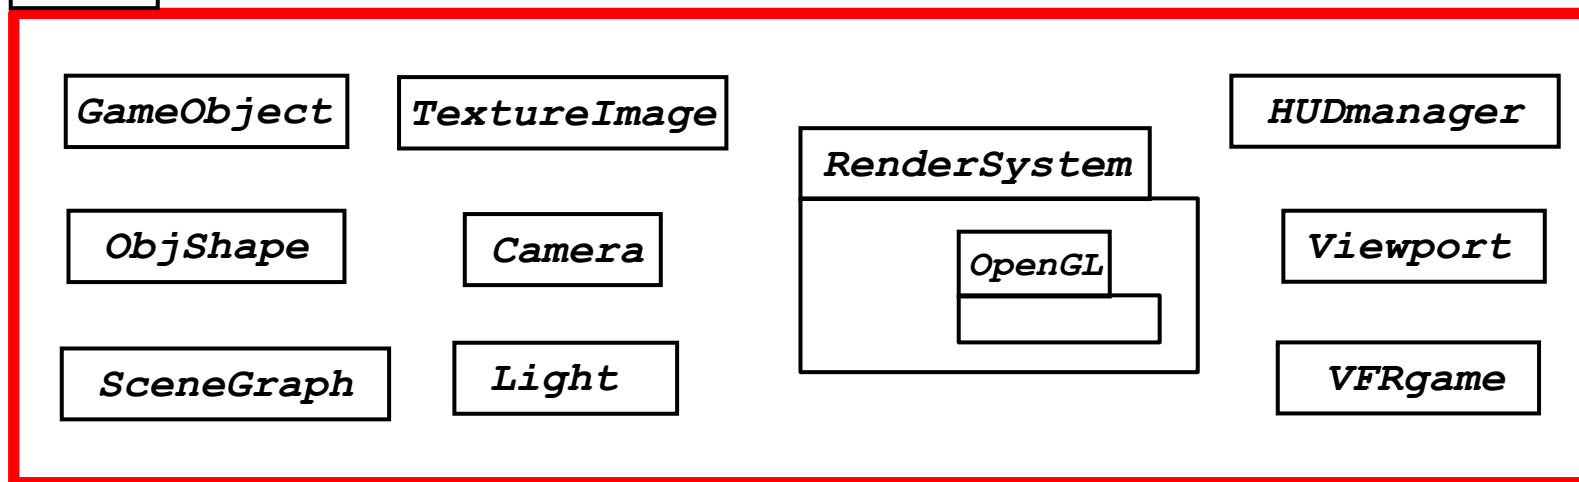 GameObject
TextureImage
HUDmanager
RenderSystem
ObjShape
Camera
OpenGL
Viewport
SceneGraph
Light
VFRgame